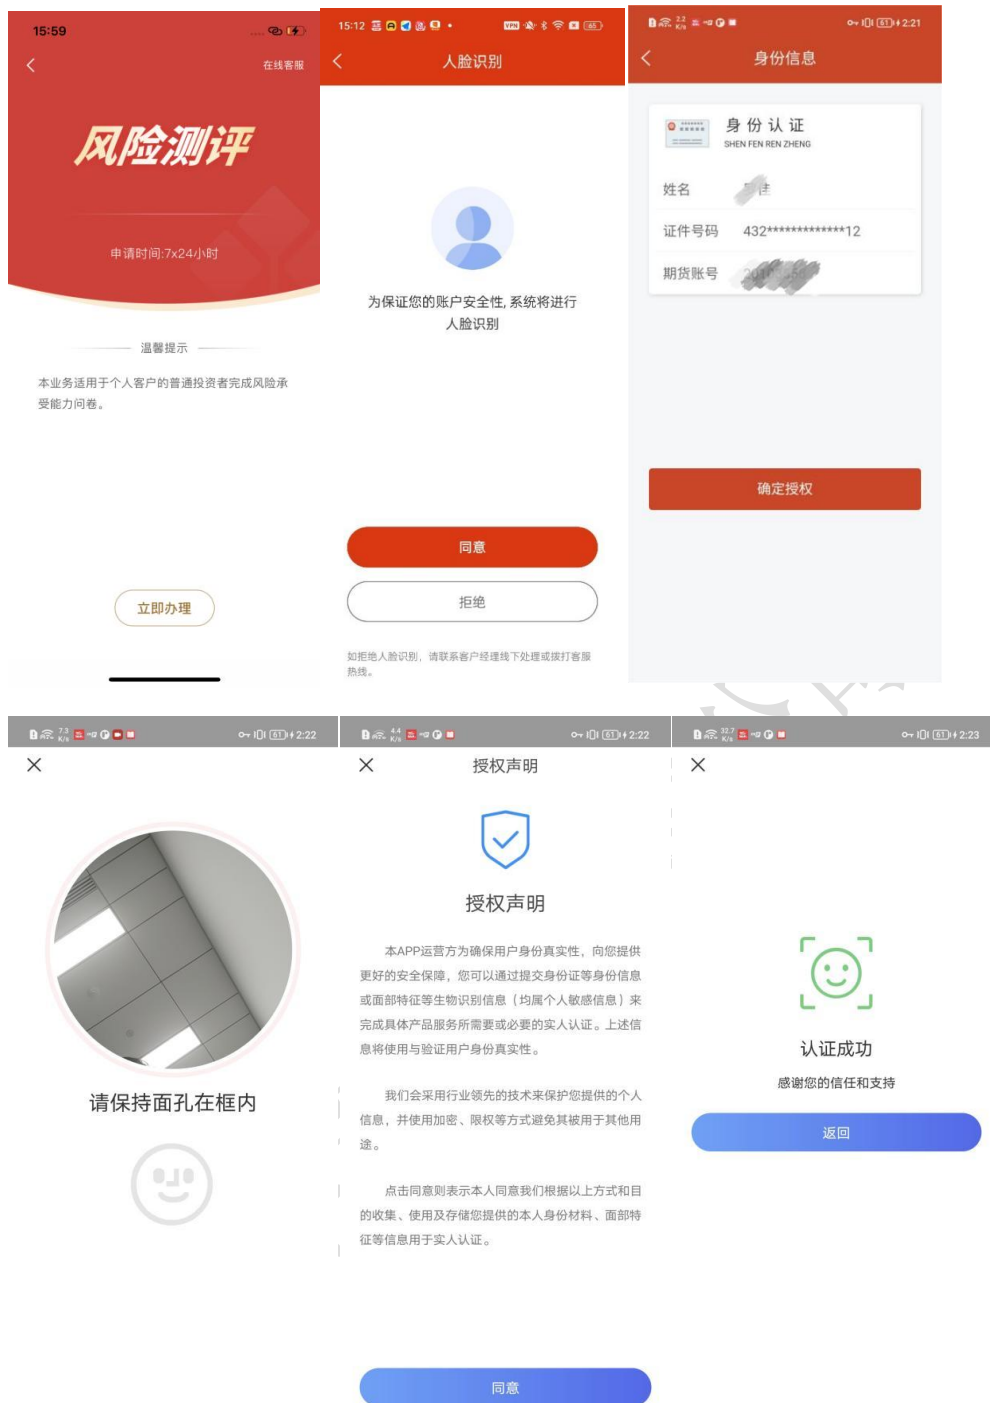 15:59
在线客服
风险测评
申请时间:7x24小时
温馨提示
本业务适用于个人客户的普通投资者完成风险承
受能力问卷。
立即办理
15:12
VPN
65
人脸识别
为保证您的账户安全性,系统将进行
人脸识别
同意
拒绝
如拒绝人脸识别，请联系客户经理线下处理或拨打客服
热线。
2.2
K/s
61
2:21
身份信息
身份认证
SHEN FEN REN ZHENG
姓名
佳
证件号码 432*************12
期货账号
确定授权
7.3
K/s
61
2:22
请保持面孔在框内
4.4
K/s
61
2:22
授权声明
授权声明
本APP运营方为确保用户身份真实性，向您提供
更好的安全保障，您可以通过提交身份证等身份信息
或面部特征等生物识别信息（均属个人敏感信息）来
完成具体产品服务所需要或必要的实人认证。上述信
息将使用与验证用户身份真实性。
我们会采用行业领先的技术来保护您提供的个人
信息，并使用加密、限权等方式避免其被用于其他用
途。
点击同意则表示本人同意我们根据以上方式和目
的收集、使用及存储您提供的本人身份材料、面部特
征等信息用于实人认证。
同意
32.7
K/s
61
2:23
认证成功
感谢您的信任和支持
返回